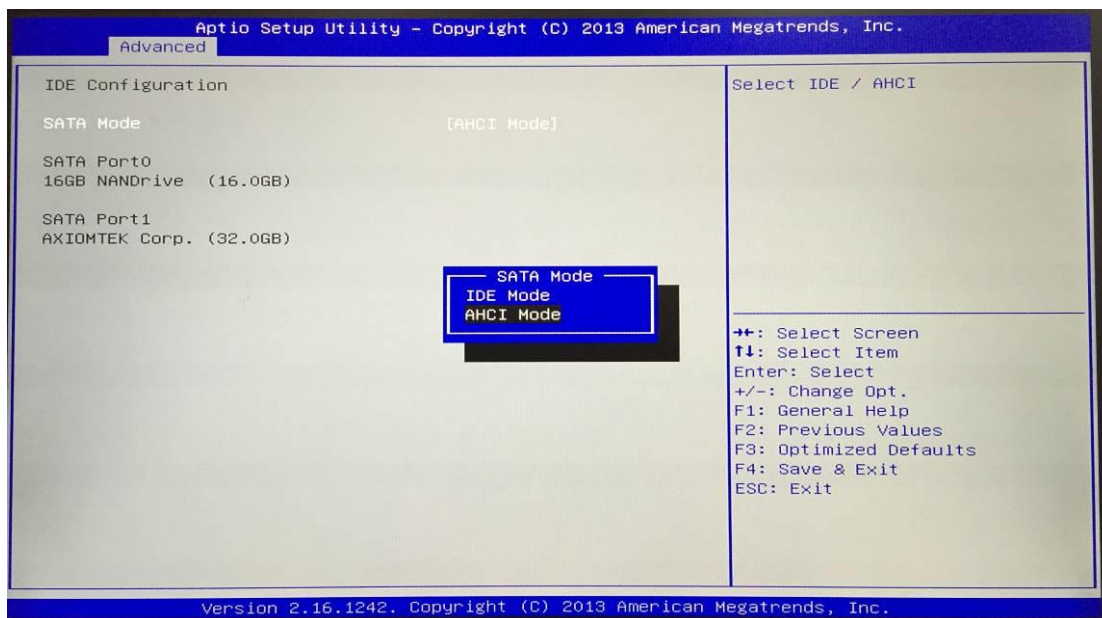 Aptio Setup Utility – Copyright (C) 2013 American Megatrends, Inc.
Advanced
IDE Configuration
SATA Mode [AHCI Mode]
SATA Port0
16GB NANDrive (16.0GB)
SATA Port1
AXIOMTEK Corp. (32.0GB)
SATA Mode
IDE Mode
AHCI Mode
Select IDE / AHCI
→←: Select Screen
↑↓: Select Item
Enter: Select
+/-: Change Opt.
F1: General Help
F2: Previous Values
F3: Optimized Defaults
F4: Save & Exit
ESC: Exit
Version 2.16.1242. Copyright (C) 2013 American Megatrends, Inc.